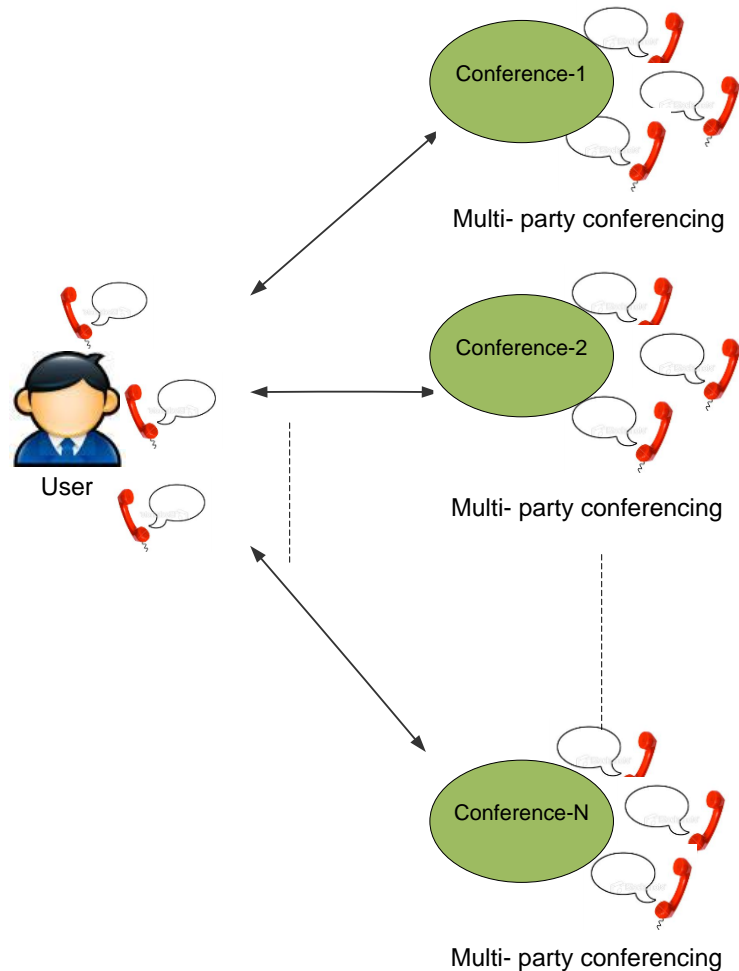 Conference-1
Multi- party conferencing
Conference-2
User
Multi- party conferencing
Conference-N
Multi- party conferencing